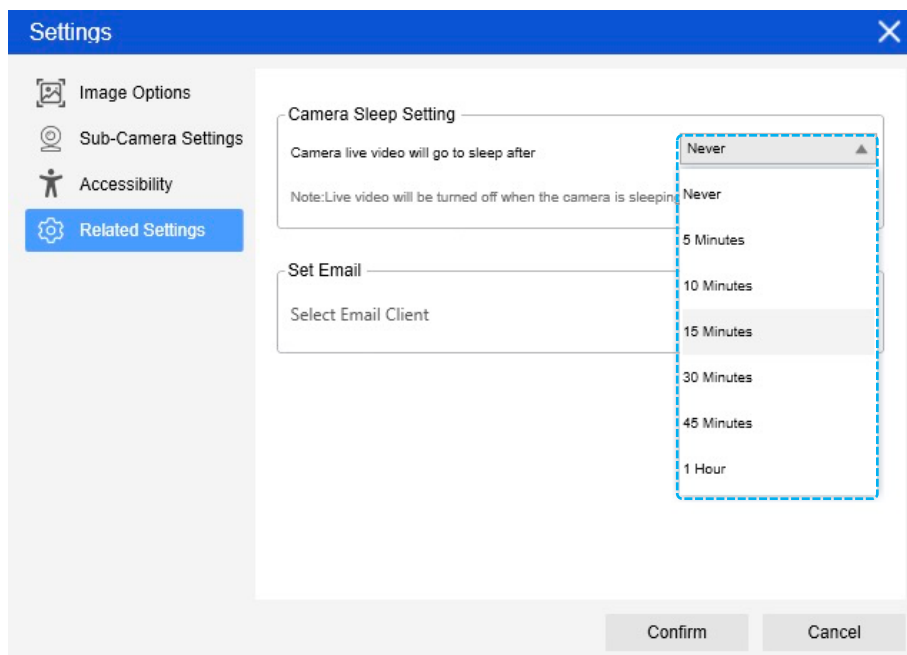 Settings
Image Options
Sub-Camera Settings
Accessibility
Related Settings
Camera Sleep Setting
Camera live video will go to sleep after
Never
Note:Live video will be turned off when the camera is sleeping
Never
5 Minutes
10 Minutes
15 Minutes
30 Minutes
45 Minutes
1 Hour
Set Email
Select Email Client
Confirm
Cancel